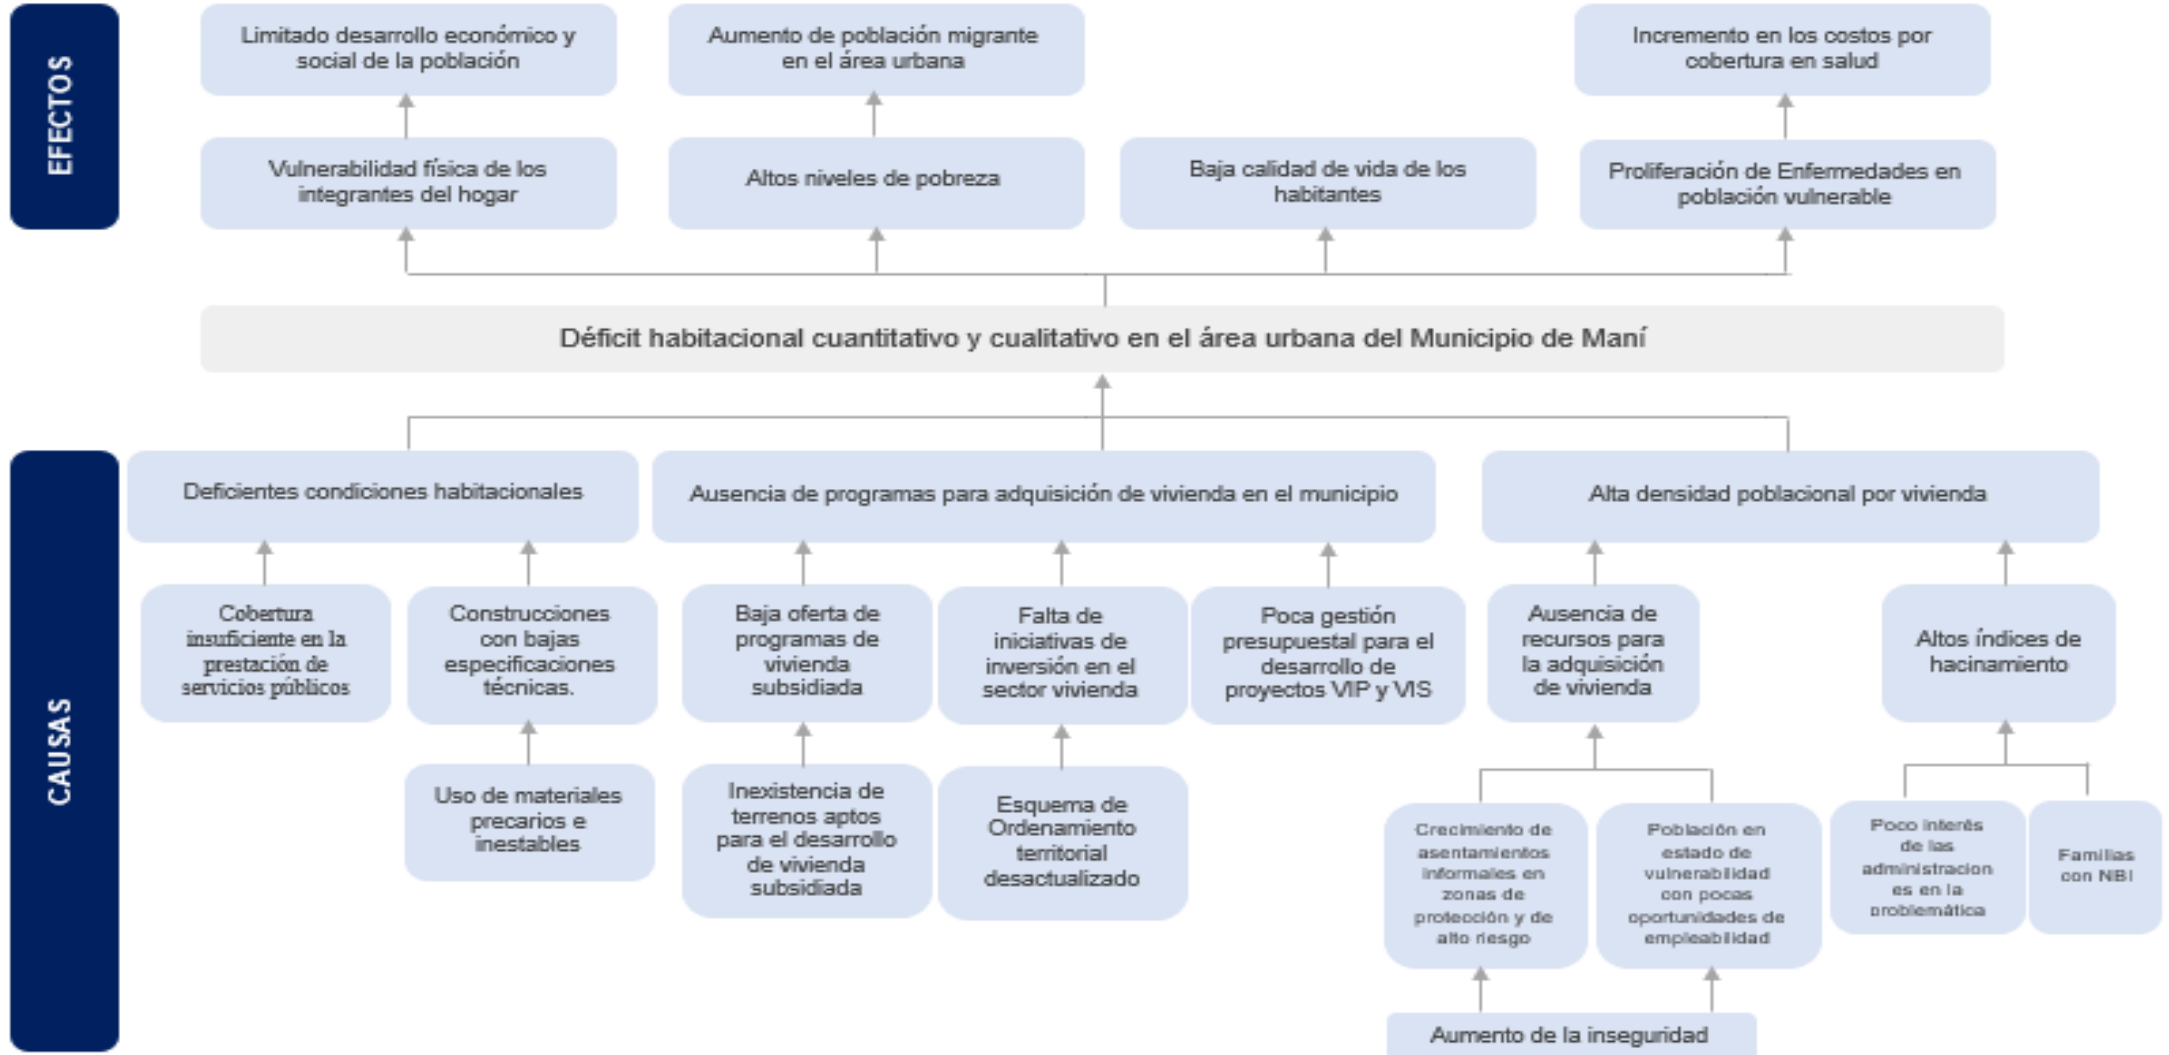 EFECTOS
Limitado desarrollo económico y
social de la población
Aumento de población migrante
en el área urbana
Incremento en los costos por
cobertura en salud
Vulnerabilidad física de los
integrantes del hogar
Altos niveles de pobreza
Baja calidad de vida de los
habitantes
Proliferación de Enfermedades en
población vulnerable
Déficit habitacional cuantitativo y cualitativo en el área urbana del Municipio de Maní
CAUSAS
Deficientes condiciones habitacionales
Ausencia de programas para adquisición de vivienda en el municipio
Alta densidad poblacional por vivienda
Cobertura
insuficiente en la
prestación de
servicios públicos
Construcciones
con bajas
especificaciones
técnicas.
Baja oferta de
programas de
vivienda
subsidiada
Falta de
iniciativas de
inversión en el
sector vivienda
Poca gestión
presupuestal para el
desarrollo de
proyectos VIP y VIS
Ausencia de
recursos para
la adquisición
de vivienda
Altos índices de
hacinamiento
Uso de materiales
precarios e
inestables
Inexistencia de
terrenos aptos
para el desarrollo
de vivienda
subsidiada
Esquema de
Ordenamiento
territorial
desactualizado
Crecimiento de
asentamientos
informales en
zonas de
protección y de
alto riesgo
Población en
estado de
vulnerabilidad
con pocas
oportunidades de
empleabilidad
Poco interés
de las
administracion
es en la
problemática
Familias
con NBI
Aumento de la inseguridad